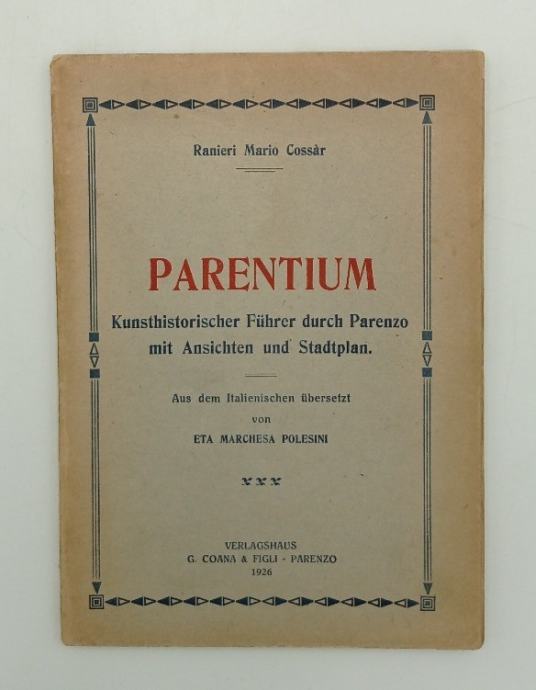 Ranieri Mario Cossàr
PARENTIUM
Kunsthistorischer Führer durch Parenzo
mit Ansichten und Stadtplan.
Aus dem Italienischen übersetzt
von
ETA MARCHESA POLESINI
x x x
VERLAGSHAUS
G. COANA & FIGLI - PARENZO
1926